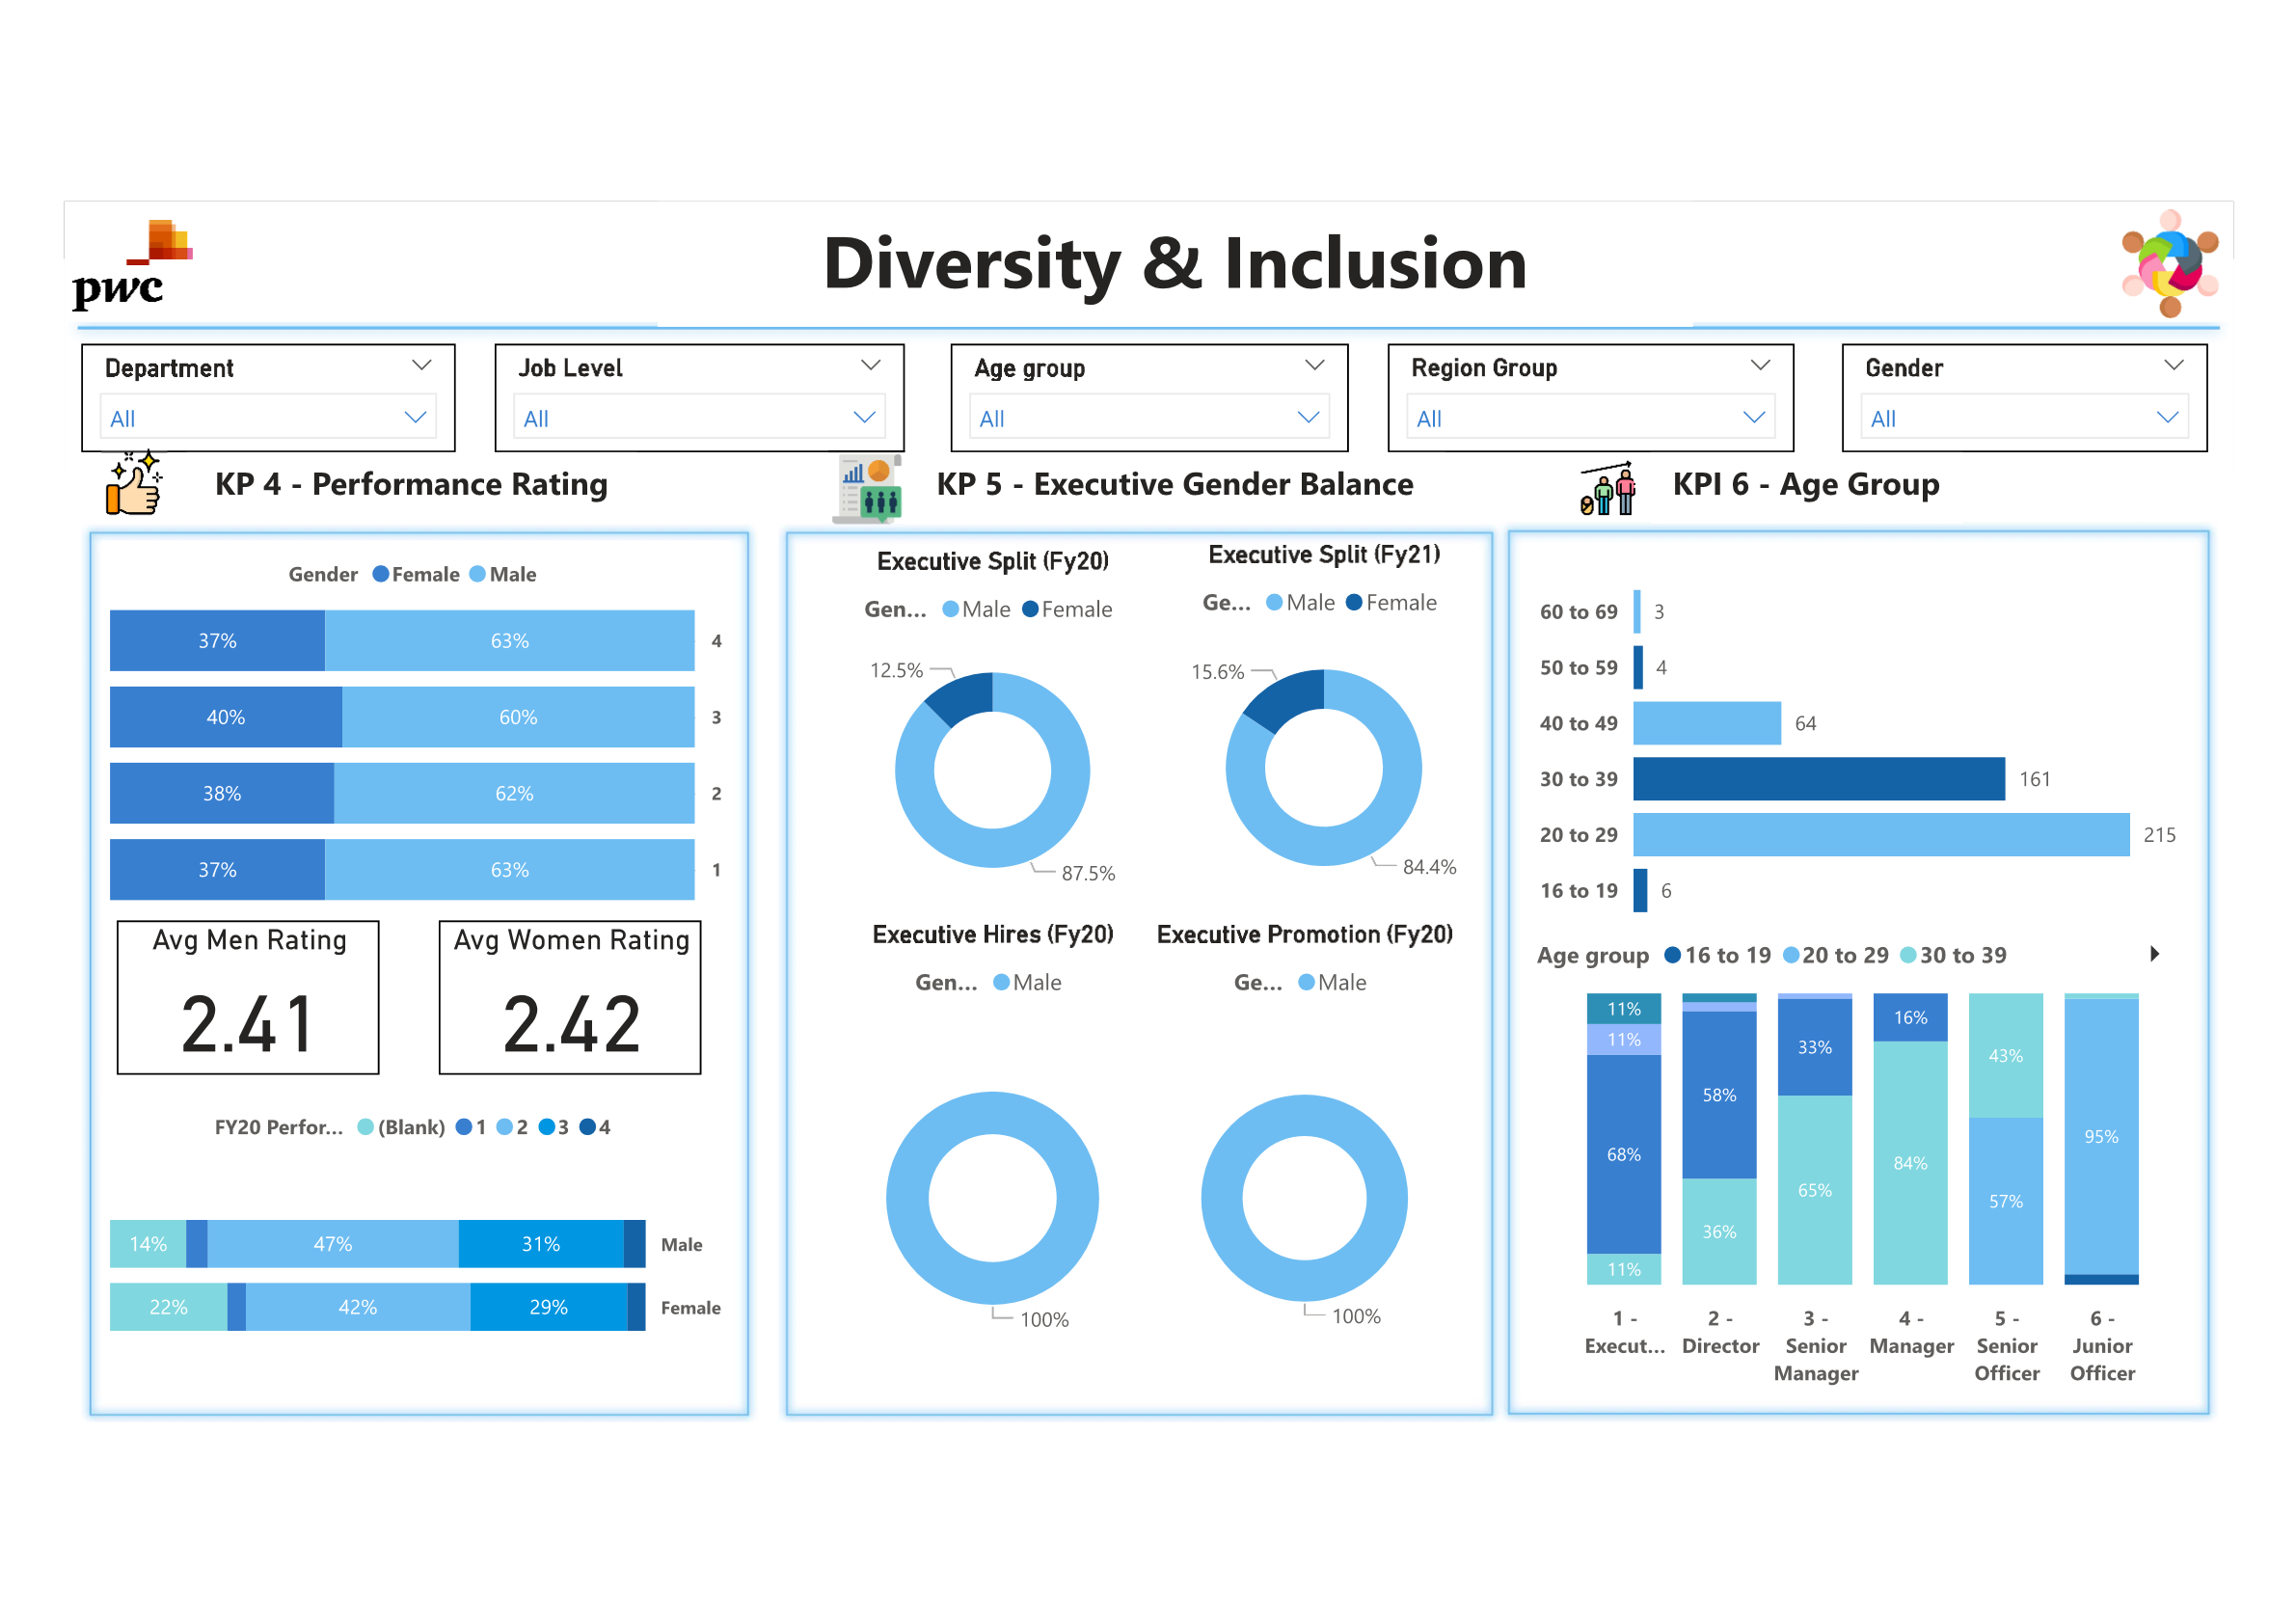 pwc
Diversity & Inclusion
Department
All
Job Level
All
Age group
All
Region Group
All
Gender
All
KP 4 - Performance Rating
KP 5 - Executive Gender Balance
KPI 6 - Age Group
Gender Female Male
37% 63% 4
40% 60% 3
38% 62% 2
37% 63% 1
Avg Men Rating
2.41
Avg Women Rating
2.42
FY20 Perfor... (Blank) 1 2 3 4
14% 47% 31% Male
22% 42% 29% Female
Executive Split (Fy20)
Gen... Male Female
12.5%
87.5%
Executive Split (Fy21)
Ge... Male Female
15.6%
84.4%
Executive Hires (Fy20)
Gen... Male
100%
Executive Promotion (Fy20)
Ge... Male
100%
60 to 69 3
50 to 59 4
40 to 49 64
30 to 39 161
20 to 29 215
16 to 19 6
Age group 16 to 19 20 to 29 30 to 39
11%
11%
68%
11%
1 -
Execut...
58%
36%
2 -
Director
33%
65%
3 -
Senior
Manager
16%
84%
4 -
Manager
43%
57%
5 -
Senior
Officer
95%
6 -
Junior
Officer